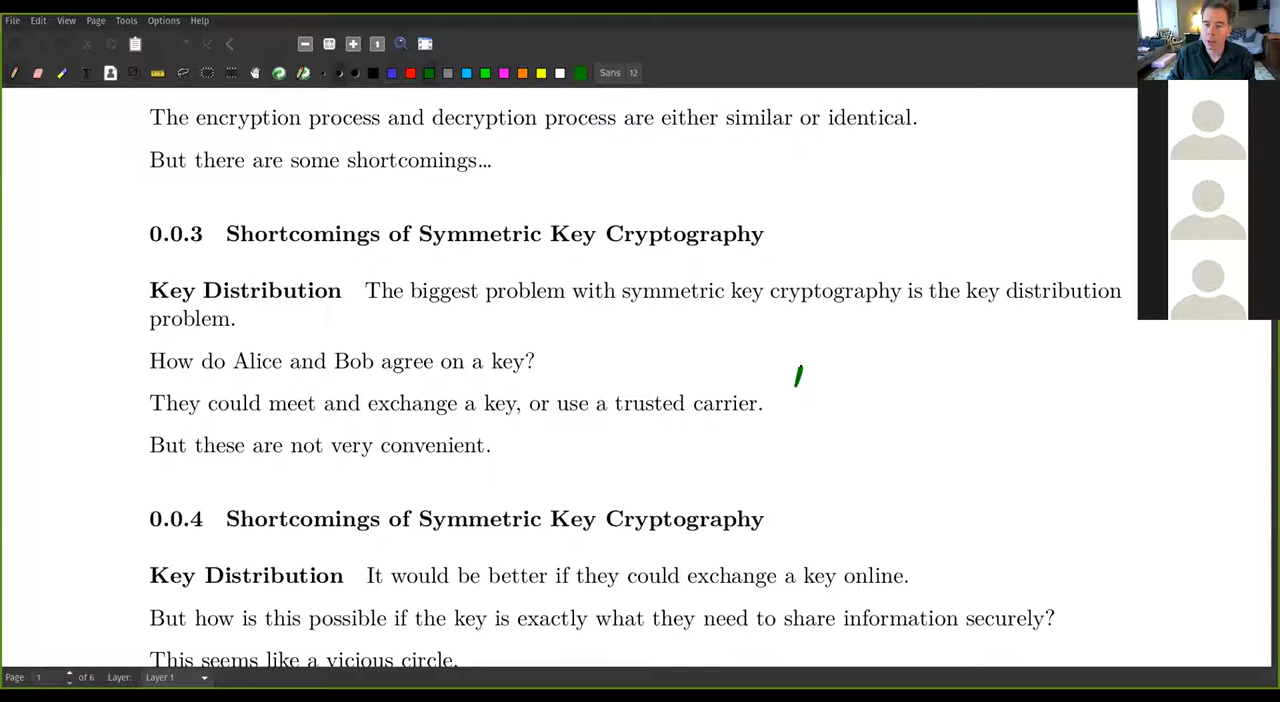 File Edit View Page Tools Options Help
1
T
Sans 12
The encryption process and decryption process are either similar or identical.
But there are some shortcomings...
0.0.3 Shortcomings of Symmetric Key Cryptography
Key Distribution The biggest problem with symmetric key cryptography is the key distribution
problem.
How do Alice and Bob agree on a key?
They could meet and exchange a key, or use a trusted carrier.
But these are not very convenient.
0.0.4 Shortcomings of Symmetric Key Cryptography
Key Distribution It would be better if they could exchange a key online.
But how is this possible if the key is exactly what they need to share information securely?
This seems like a vicious circle.
Page 1 of 6 Layer: Layer 1